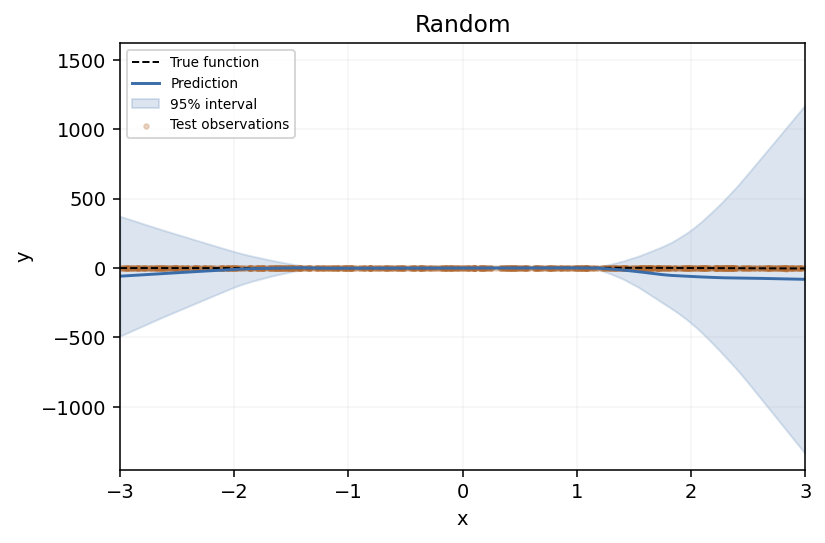 Random
True function
Prediction
95% interval
Test observations
y
1500
1000
500
0
−500
−1000
−3
−2
−1
0
1
2
3
x